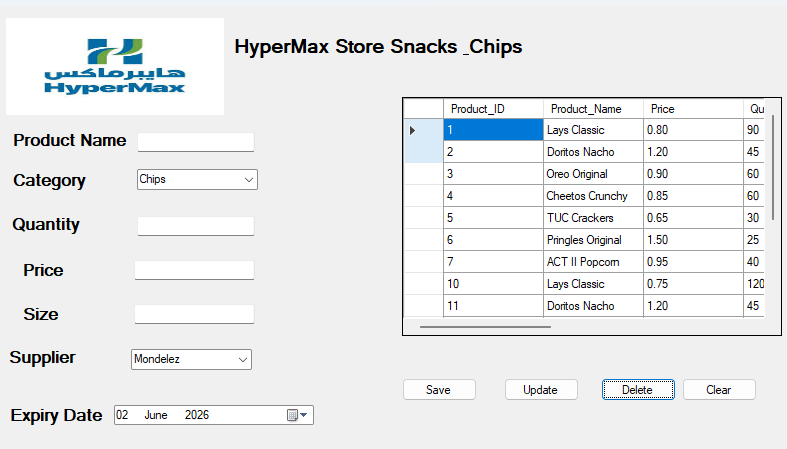 هايبرماكس
HyperMax
HyperMax Store Snacks _Chips
Product Name
Category Chips
Quantity
Price
Size
Supplier Mondelez
Expiry Date 02 June 2026
Product_ID Product_Name Price Qu
1 Lays Classic 0.80 90
2 Doritos Nacho 1.20 45
3 Oreo Original 0.90 60
4 Cheetos Crunchy 0.85 60
5 TUC Crackers 0.65 30
6 Pringles Original 1.50 25
7 ACT II Popcorn 0.95 40
10 Lays Classic 0.75 120
11 Doritos Nacho 1.20 45
Save Update Delete Clear